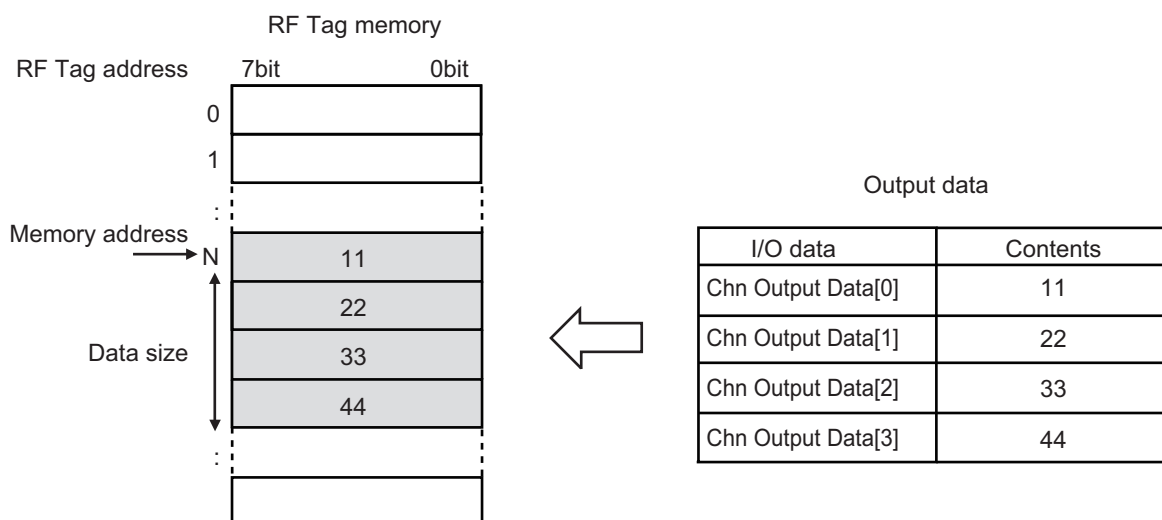 RF Tag memory
RF Tag address 7bit 0bit
0
1
:
Memory address
N 11
22
Data size 33
44
:
Output data
I/O data Contents
Chn Output Data[0] 11
Chn Output Data[1] 22
Chn Output Data[2] 33
Chn Output Data[3] 44